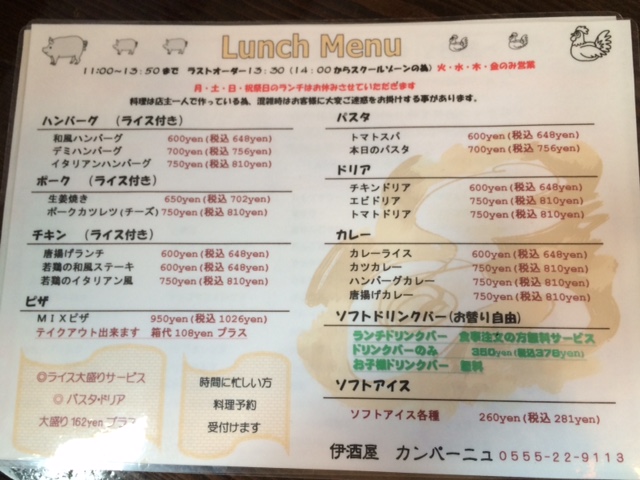 Lunch Menu
11:00~13:50まで ラストオーダー13:30(14:00からスクールゾーンの為)火・水・木・金のみ営業
月・土・日・祝祭日のランチはお休みさせていただきます
料理は店主一人で作っている為、混雑時はお客様に大変ご迷惑をお掛けする事があります。
ハンバーグ (ライス付き)
和風ハンバーグ 600yen(税込 648yen)
デミハンバーグ 700yen(税込 756yen)
イタリアンハンバーグ 750yen(税込 810yen)
ポーク (ライス付き)
生姜焼き 650yen(税込 702yen)
ポークカツレツ(チーズ) 750yen(税込 810yen)
チキン (ライス付き)
唐揚げランチ 600yen(税込 648yen)
若鶏の和風ステーキ 600yen(税込 648yen)
若鶏のイタリアン風 750yen(税込 810yen)
ピザ
MIXピザ 950yen(税込 1026yen)
テイクアウト出来ます 箱代 108yen プラス
◎ライス大盛りサービス
◎ パスタ・ドリア
大盛り 162yen プラス
時間に忙しい方
料理予約
受付けます
パスタ
トマトスパ 600yen(税込 648yen)
本日のパスタ 700yen(税込 756yen)
ドリア
チキンドリア 600yen(税込 648yen)
エビドリア 750yen(税込 810yen)
トマトドリア 750yen(税込 810yen)
カレー
カレーライス 600yen(税込 648yen)
カツカレー 750yen(税込 810yen)
ハンバーグカレー 750yen(税込 810yen)
唐揚げカレー 750yen(税込 810yen)
ソフトドリンクバー(お替り自由)
ランチドリンクバー 食事注文の方無料サービス
ドリンクバーのみ 350yen(税込378yen)
お子様ドリンクバー 無料
ソフトアイス
ソフトアイス各種 260yen(税込 281yen)
伊酒屋 カンパーニュ 0555-22-9113